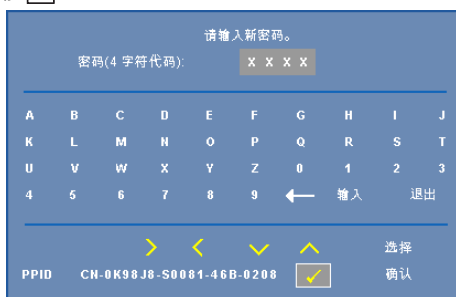 请输入新密码。
密码(4 字符代码): X X X X
A B C D E F G H I J
K L M N O P Q R S T
U V W X Y Z 0 1 2 3
4 5 6 7 8 9 ← 输入 退出
选择
PPID CN-0K98J8-S0081-46B-0208 ✓ 确认